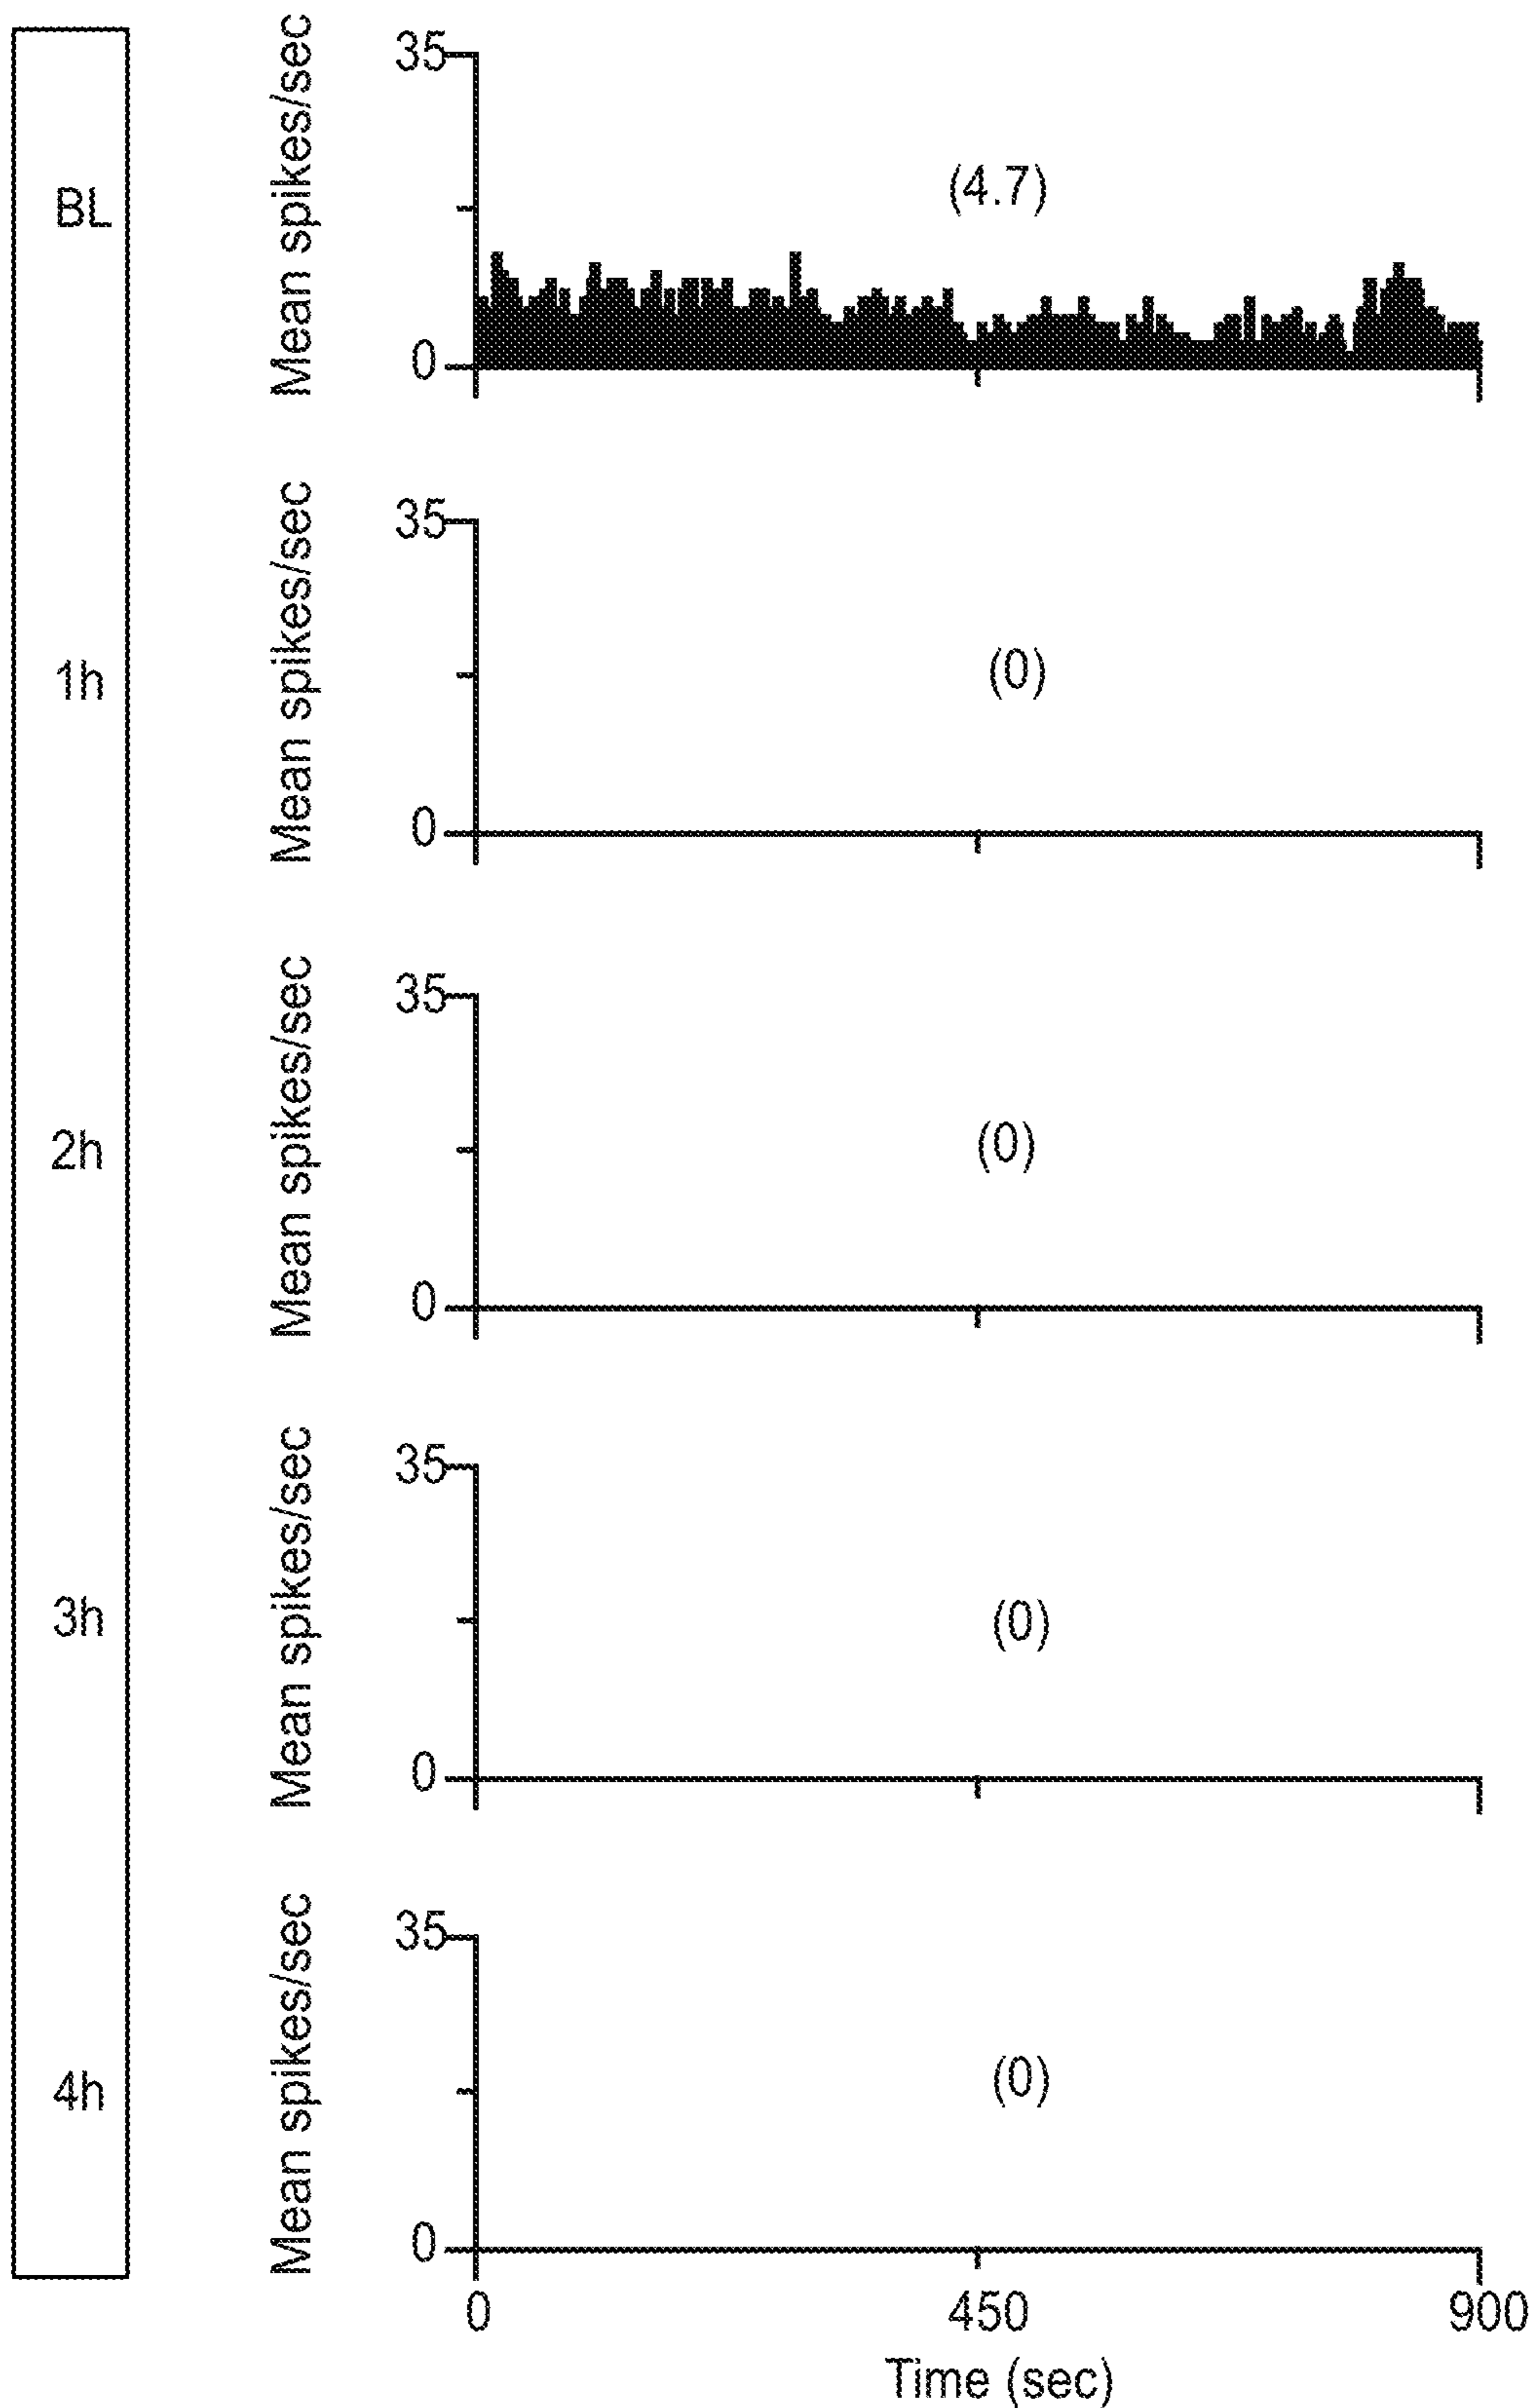 BL
Mean spikes/sec
35
(4.7)
0
1h
Mean spikes/sec
35
(0)
0
2h
Mean spikes/sec
35
(0)
0
3h
Mean spikes/sec
35
(0)
0
4h
Mean spikes/sec
35
(0)
0
0 450 900
Time (sec)